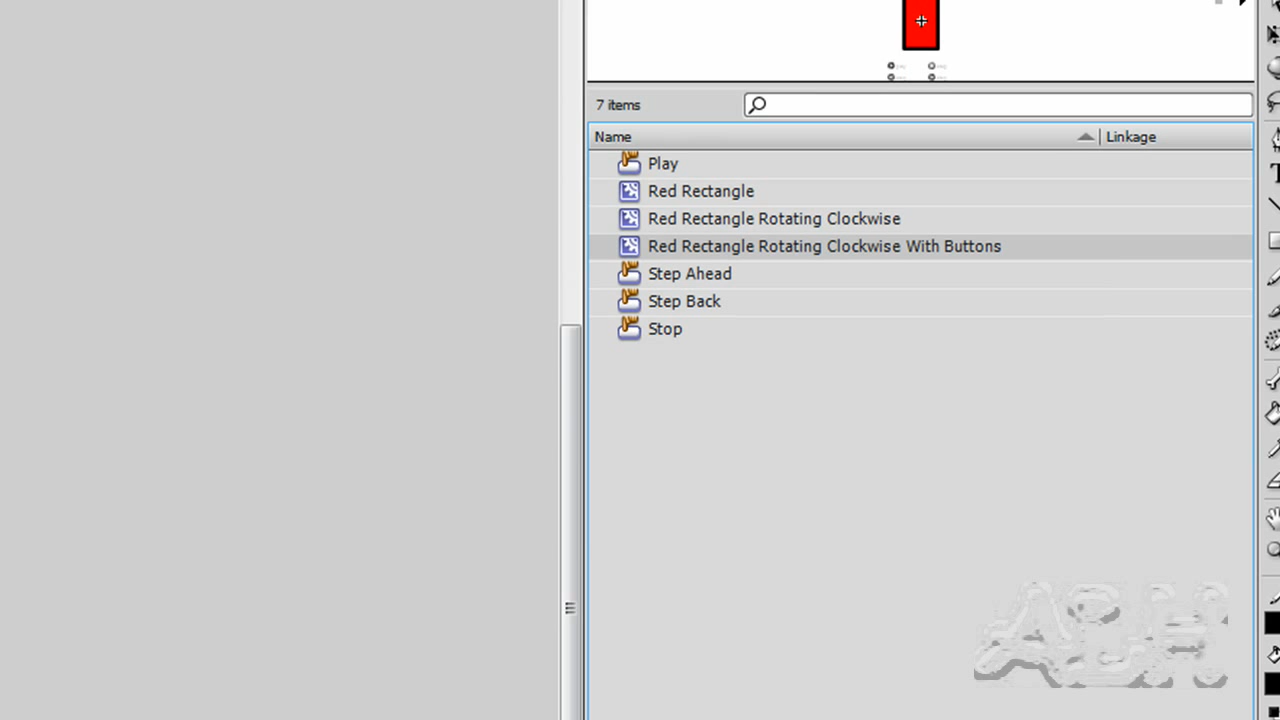 7 items
Name Linkage
Play
Red Rectangle
Red Rectangle Rotating Clockwise
Red Rectangle Rotating Clockwise With Buttons
Step Ahead
Step Back
Stop